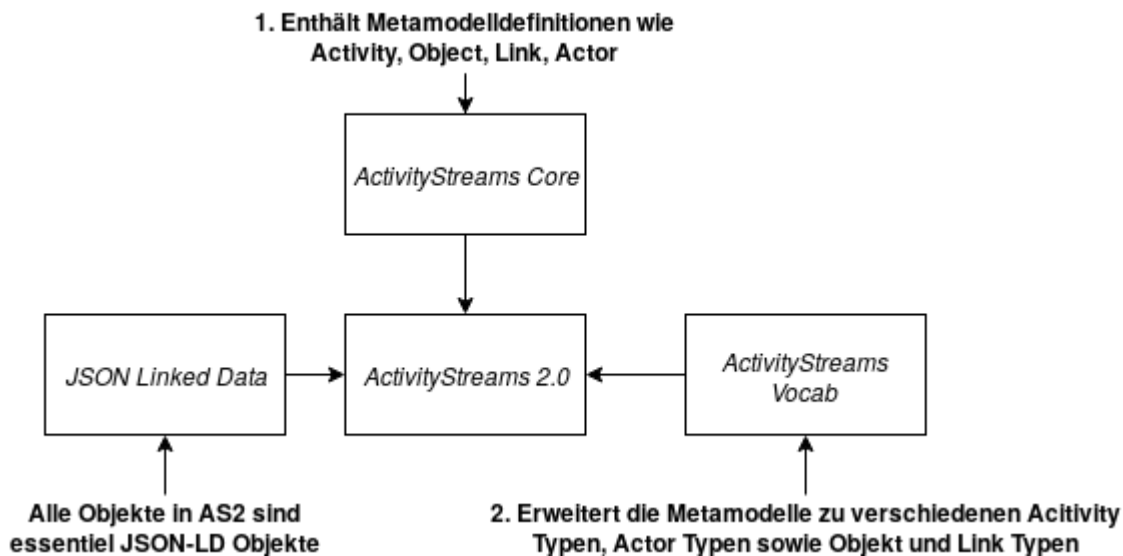 1. Enthält Metamodelldefinitionen wie
Activity, Object, Link, Actor
ActivityStreams Core
JSON Linked Data
ActivityStreams 2.0
ActivityStreams
Vocab
Alle Objekte in AS2 sind
essentiel JSON-LD Objekte
2. Erweitert die Metamodelle zu verschiedenen Acitivity
Typen, Actor Typen sowie Objekt und Link Typen